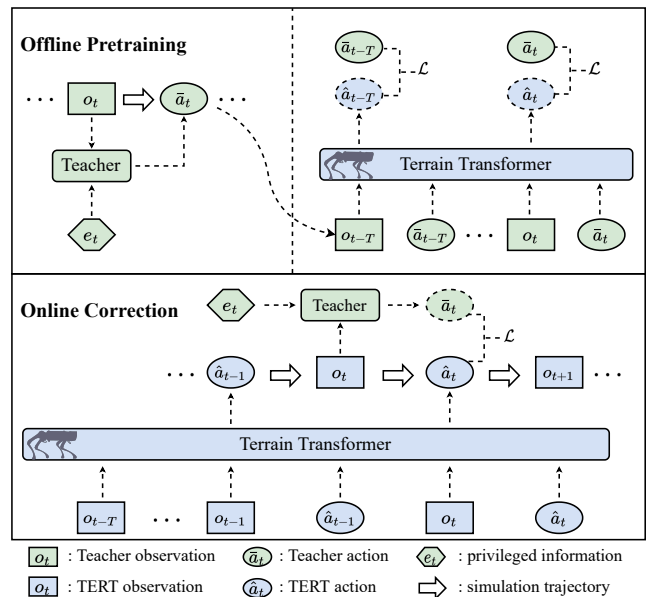 Offline Pretraining
· · · o_t ā_t · · ·
Teacher
e_t
ā_{t−T} ā_t
ℒ ℒ
â_{t−T} â_t
Terrain Transformer
o_{t−T} ā_{t−T} · · · o_t ā_t
Online Correction
e_t Teacher ā_t
ℒ
· · · â_{t−1} o_t â_t o_{t+1} · · ·
Terrain Transformer
o_{t−T} · · · o_{t−1} â_{t−1} o_t â_t
o_t : Teacher observation ā_t : Teacher action e_t : privileged information
o_t : TERT observation â_t : TERT action : simulation trajectory